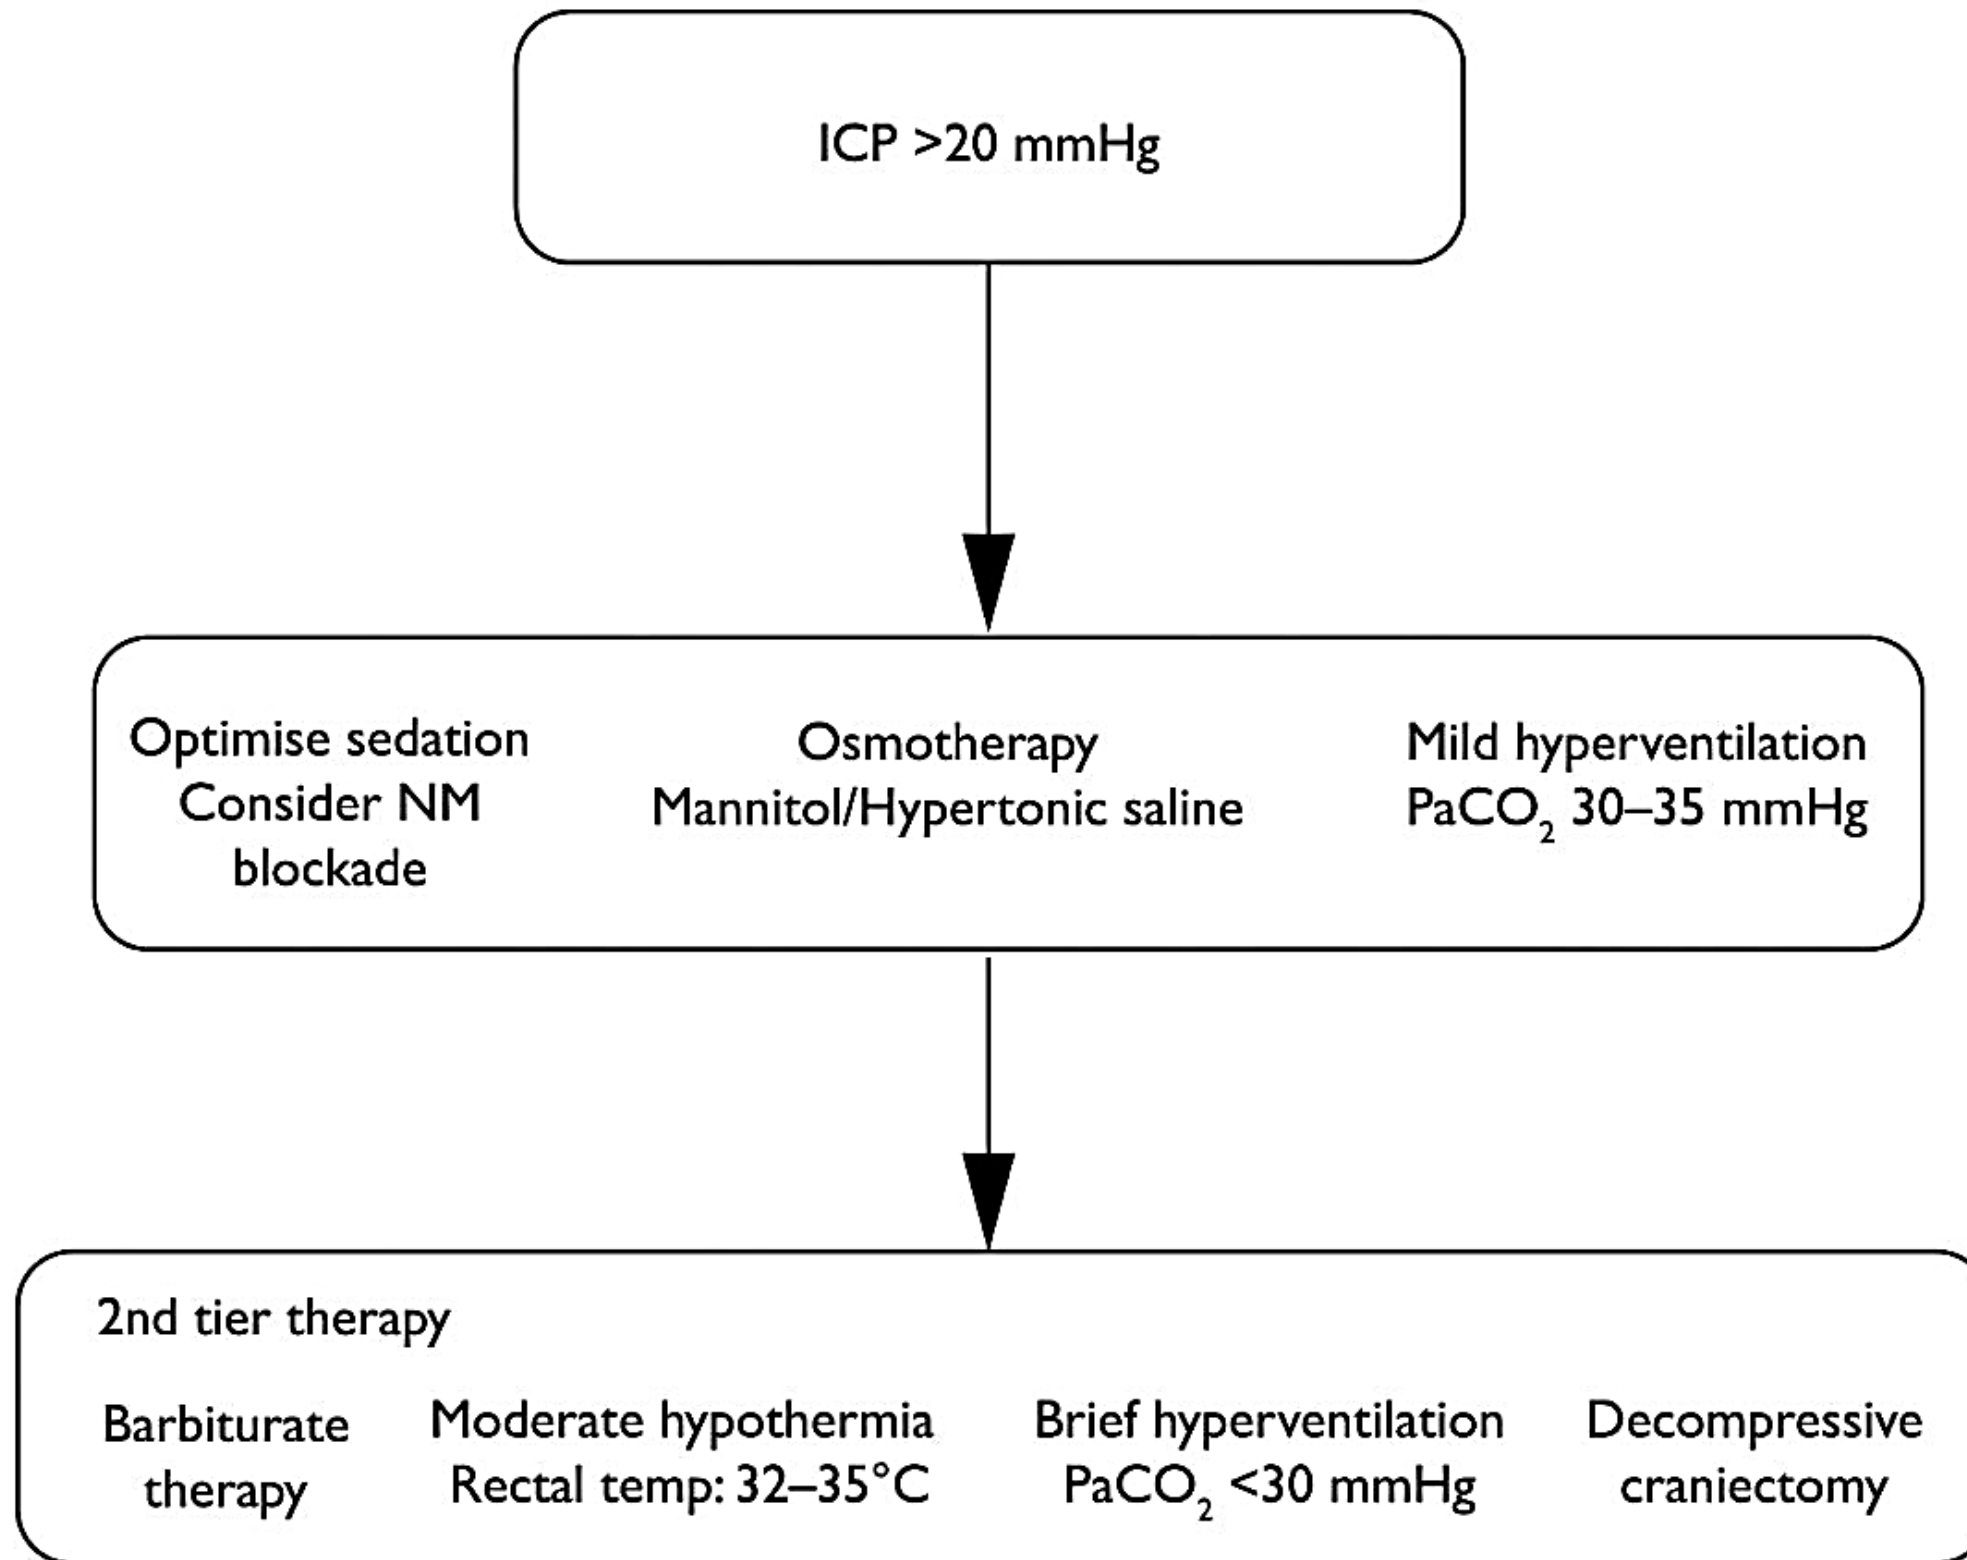 ICP >20 mmHg
Optimise sedation
Consider NM
blockade
Osmotherapy
Mannitol/Hypertonic saline
Mild hyperventilation
PaCO₂ 30–35 mmHg
2nd tier therapy
Barbiturate
therapy
Moderate hypothermia
Rectal temp: 32–35°C
Brief hyperventilation
PaCO₂ <30 mmHg
Decompressive
craniectomy